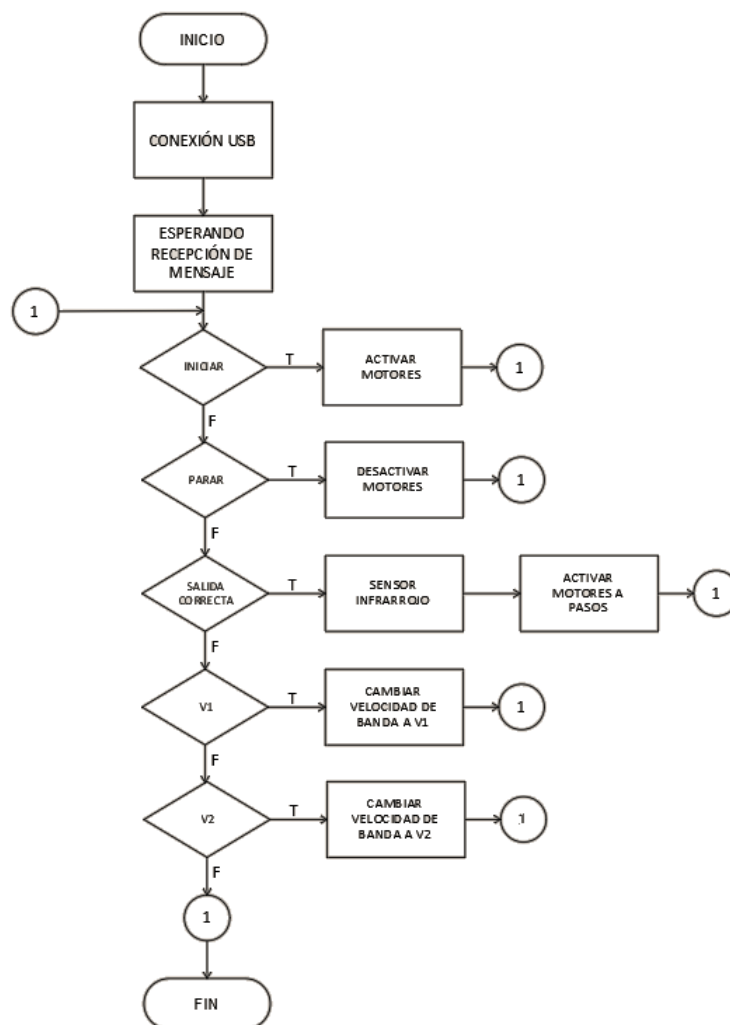 INICIO
CONEXIÓN USB
ESPERANDO
RECEPCIÓN DE
MENSAJE
1
INICIAR
T
ACTIVAR
MOTORES
1
F
PARAR
T
DESACTIVAR
MOTORES
1
F
SALIDA
CORRECTA
T
SENSOR
INFRARROJO
ACTIVAR
MOTORES A
PASOS
1
F
V1
T
CAMBIAR
VELOCIDAD DE
BANDA A V1
1
F
V2
T
CAMBIAR
VELOCIDAD DE
BANDA A V2
1
F
1
FIN